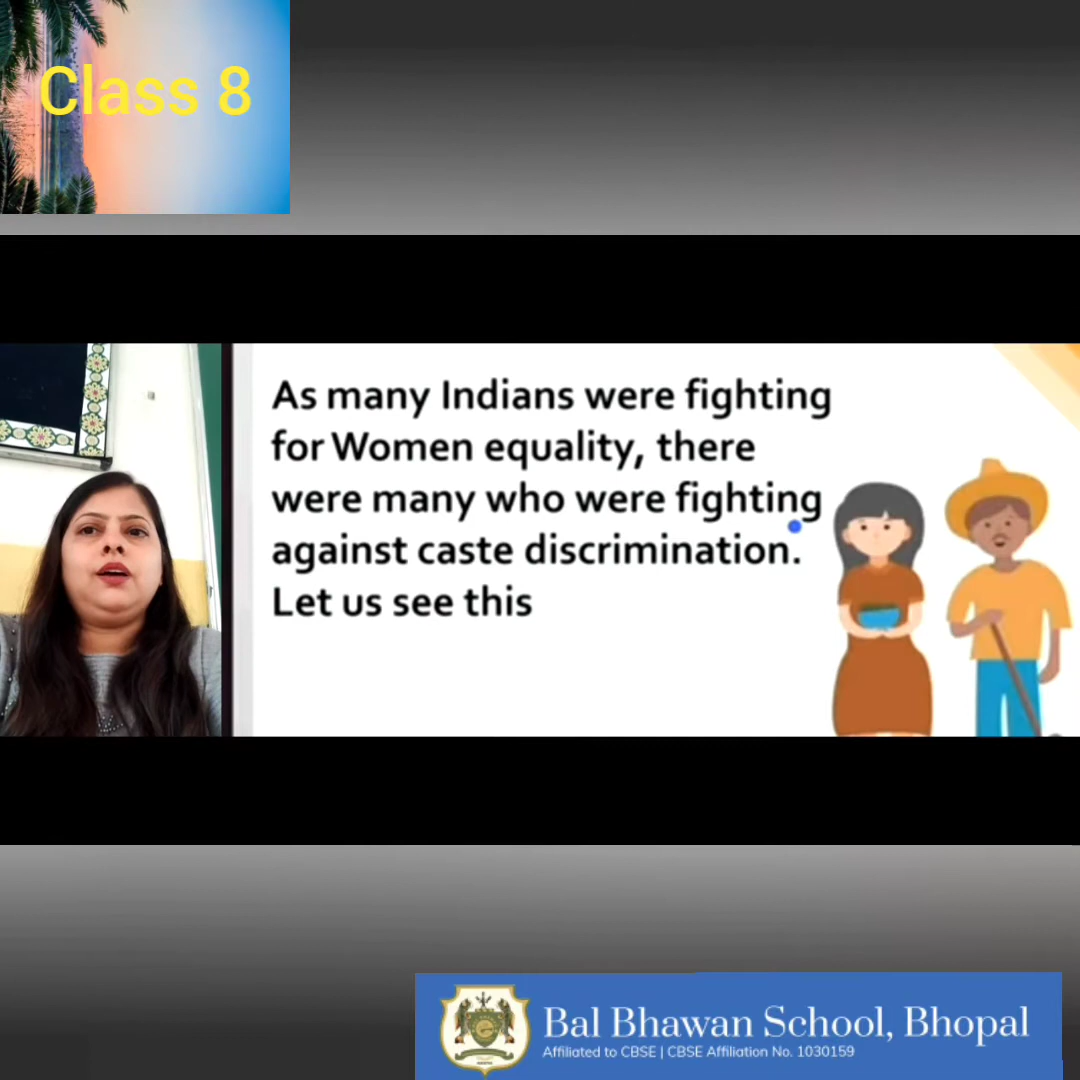 Class 8
As many Indians were fighting
for Women equality, there
were many who were fighting
against caste discrimination.
Let us see this
Bal Bhawan School, Bhopal
Affiliated to CBSE | CBSE Affiliation No. 1030159